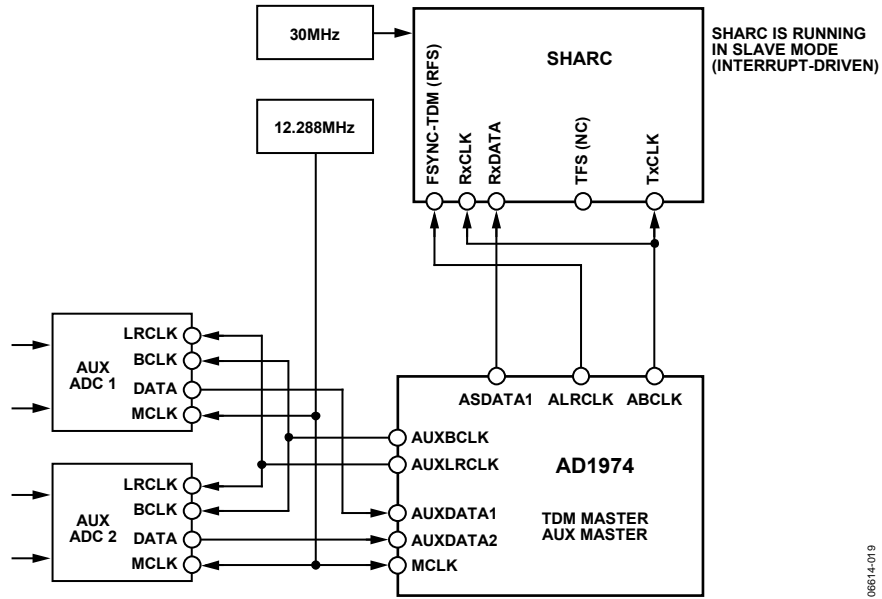 30MHz
SHARC
SHARC IS RUNNING
IN SLAVE MODE
(INTERRUPT-DRIVEN)
12.288MHz
FSYNC-TDM (RFS)
RxCLK
RxDATA
TFS (NC)
TxCLK
AUX
ADC 1
LRCLK
BCLK
DATA
MCLK
AUX
ADC 2
LRCLK
BCLK
DATA
MCLK
ASDATA1
ALRCLK
ABCLK
AUXBCLK
AUXLRCLK
AUXDATA1
AUXDATA2
MCLK
AD1974
TDM MASTER
AUX MASTER
06614-019